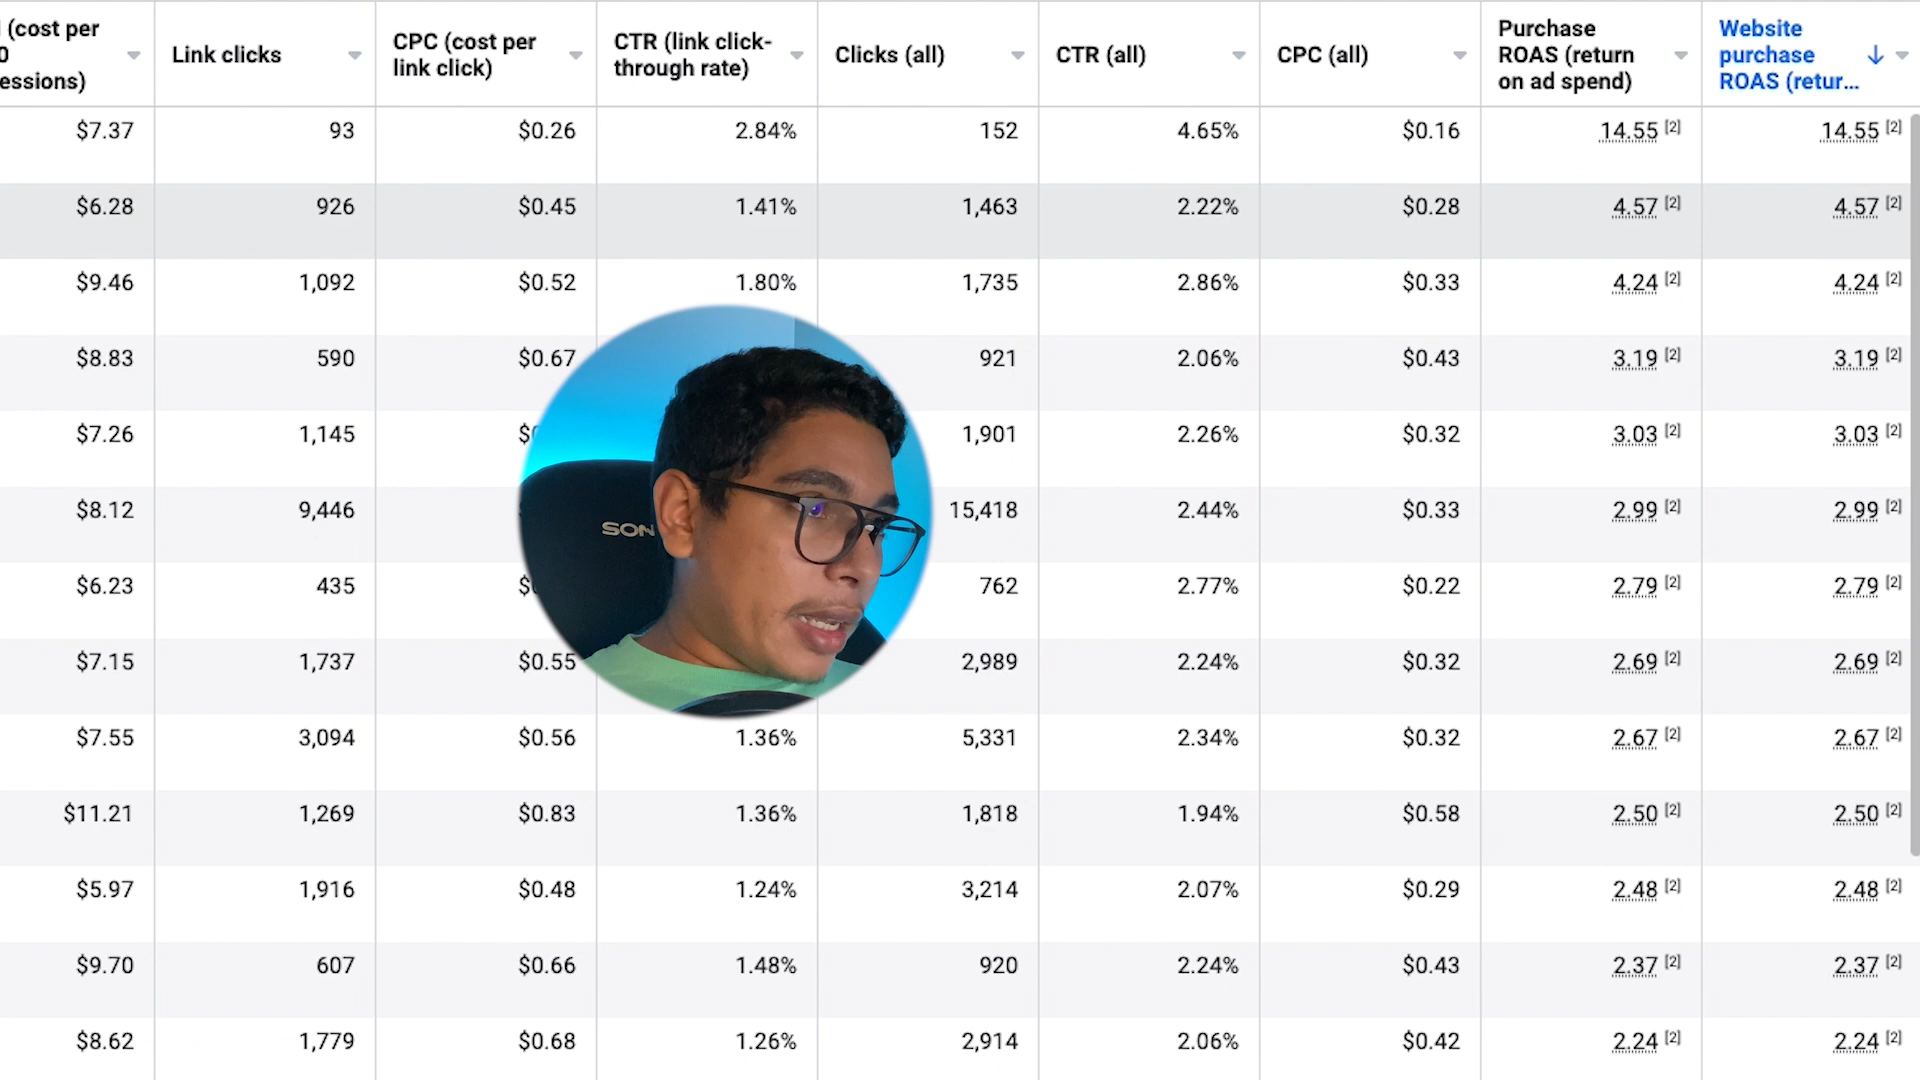 (cost per
0
essions)
Link clicks
CPC (cost per
link click)
CTR (link click-
through rate)
Clicks (all)
CTR (all)
CPC (all)
Purchase
ROAS (return
on ad spend)
Website
purchase
ROAS (retur...
$7.37 93 $0.26 2.84% 152 4.65% $0.16 14.55 [2] 14.55 [2]
$6.28 926 $0.45 1.41% 1,463 2.22% $0.28 4.57 [2] 4.57 [2]
$9.46 1,092 $0.52 1.80% 1,735 2.86% $0.33 4.24 [2] 4.24 [2]
$8.83 590 $0.67 921 2.06% $0.43 3.19 [2] 3.19 [2]
$7.26 1,145 $ 1,901 2.26% $0.32 3.03 [2] 3.03 [2]
$8.12 9,446 15,418 2.44% $0.33 2.99 [2] 2.99 [2]
SON
$6.23 435 $ 762 2.77% $0.22 2.79 [2] 2.79 [2]
$7.15 1,737 $0.55 2,989 2.24% $0.32 2.69 [2] 2.69 [2]
$7.55 3,094 $0.56 1.36% 5,331 2.34% $0.32 2.67 [2] 2.67 [2]
$11.21 1,269 $0.83 1.36% 1,818 1.94% $0.58 2.50 [2] 2.50 [2]
$5.97 1,916 $0.48 1.24% 3,214 2.07% $0.29 2.48 [2] 2.48 [2]
$9.70 607 $0.66 1.48% 920 2.24% $0.43 2.37 [2] 2.37 [2]
$8.62 1,779 $0.68 1.26% 2,914 2.06% $0.42 2.24 [2] 2.24 [2]